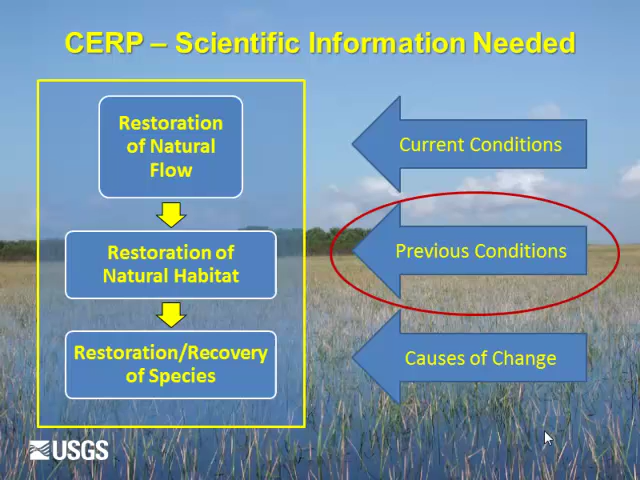 CERP – Scientific Information Needed
Restoration
of Natural
Flow
Current Conditions
Restoration of
Natural Habitat
Previous Conditions
Restoration/Recovery
of Species
Causes of Change
USGS